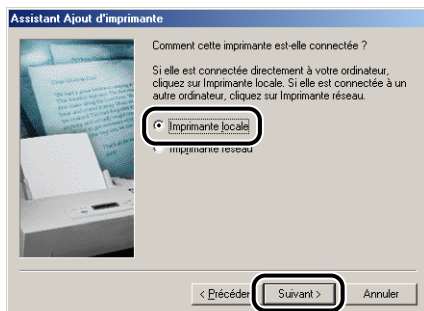 Assistant Ajout d'imprimante
Comment cette imprimante est-elle connectée ?
Si elle est connectée directement à votre ordinateur,
cliquez sur Imprimante locale. Si elle est connectée à un
autre ordinateur, cliquez sur Imprimante réseau.
Imprimante locale
Imprimante réseau
< Précédent
Suivant >
Annuler